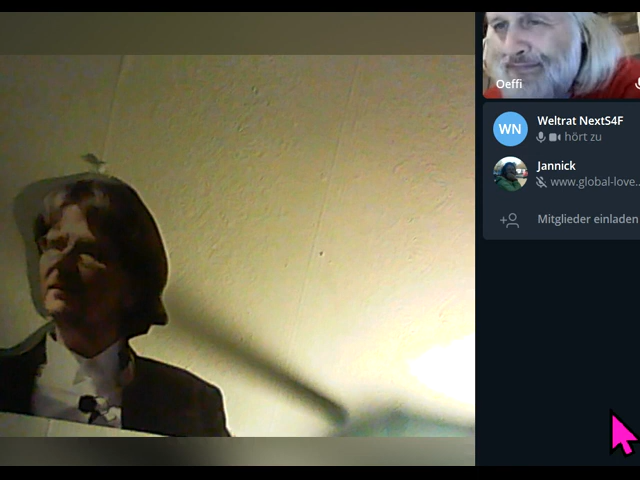 Oeffi
WN
Weltrat NextS4F
hört zu
Jannick
www.global-love...
Mitglieder einladen